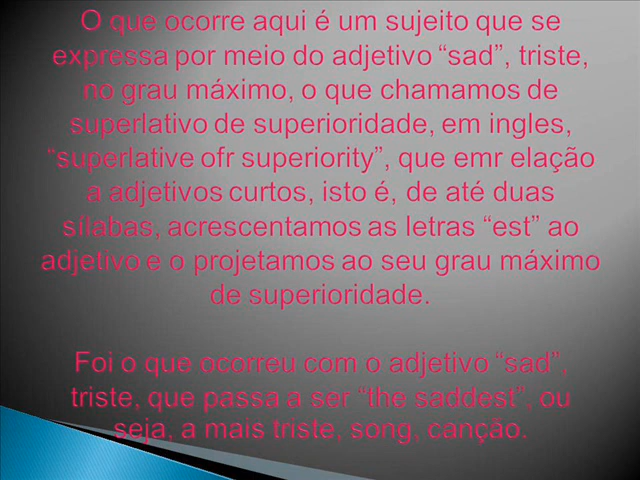 O que ocorre aqui é um sujeito que se
expressa por meio do adjetivo “sad”, triste,
no grau máximo, o que chamamos de
superlativo de superioridade, em ingles,
“superlative ofr superiority”, que emr elação
a adjetivos curtos, isto é, de até duas
sílabas, acrescentamos as letras “est” ao
adjetivo e o projetamos ao seu grau máximo
de superioridade.
Foi o que ocorreu com o adjetivo “sad”,
triste, que passa a ser “the saddest”, ou
seja, a mais triste, song, canção.